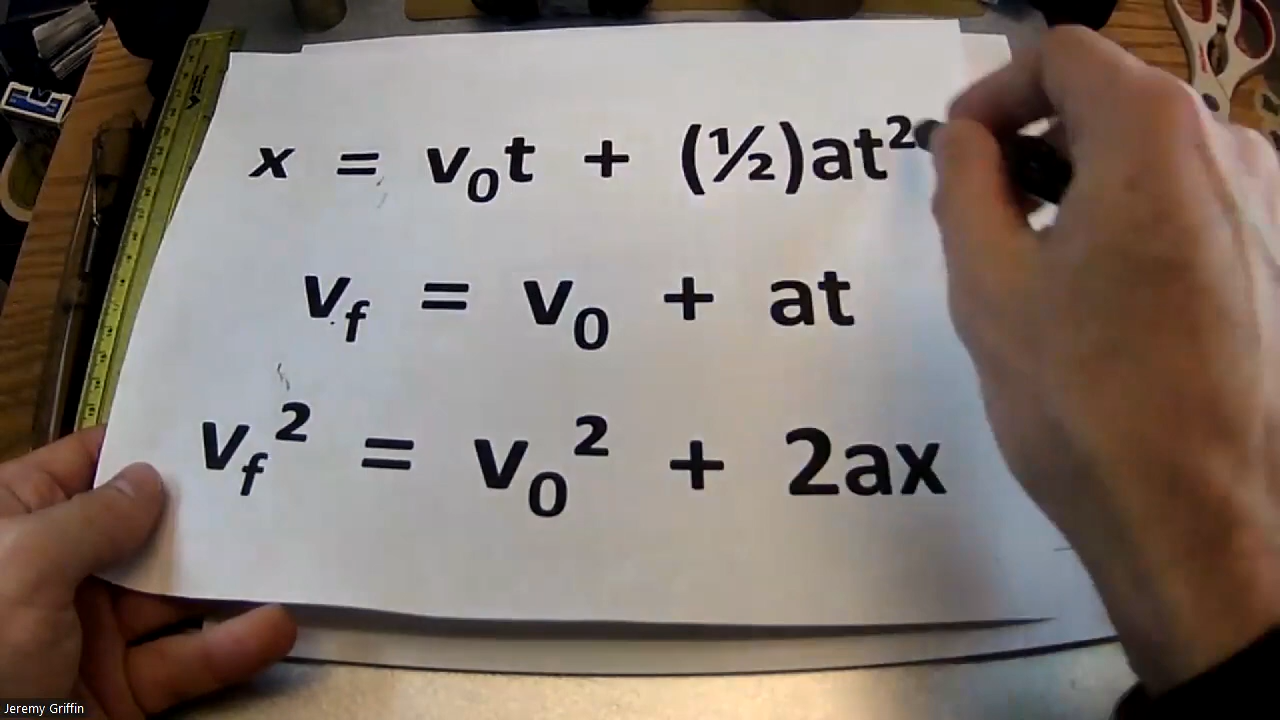 x = v₀t + (½)at²
v_f = v₀ + at
v_f² = v₀² + 2ax
Jeremy Griffin